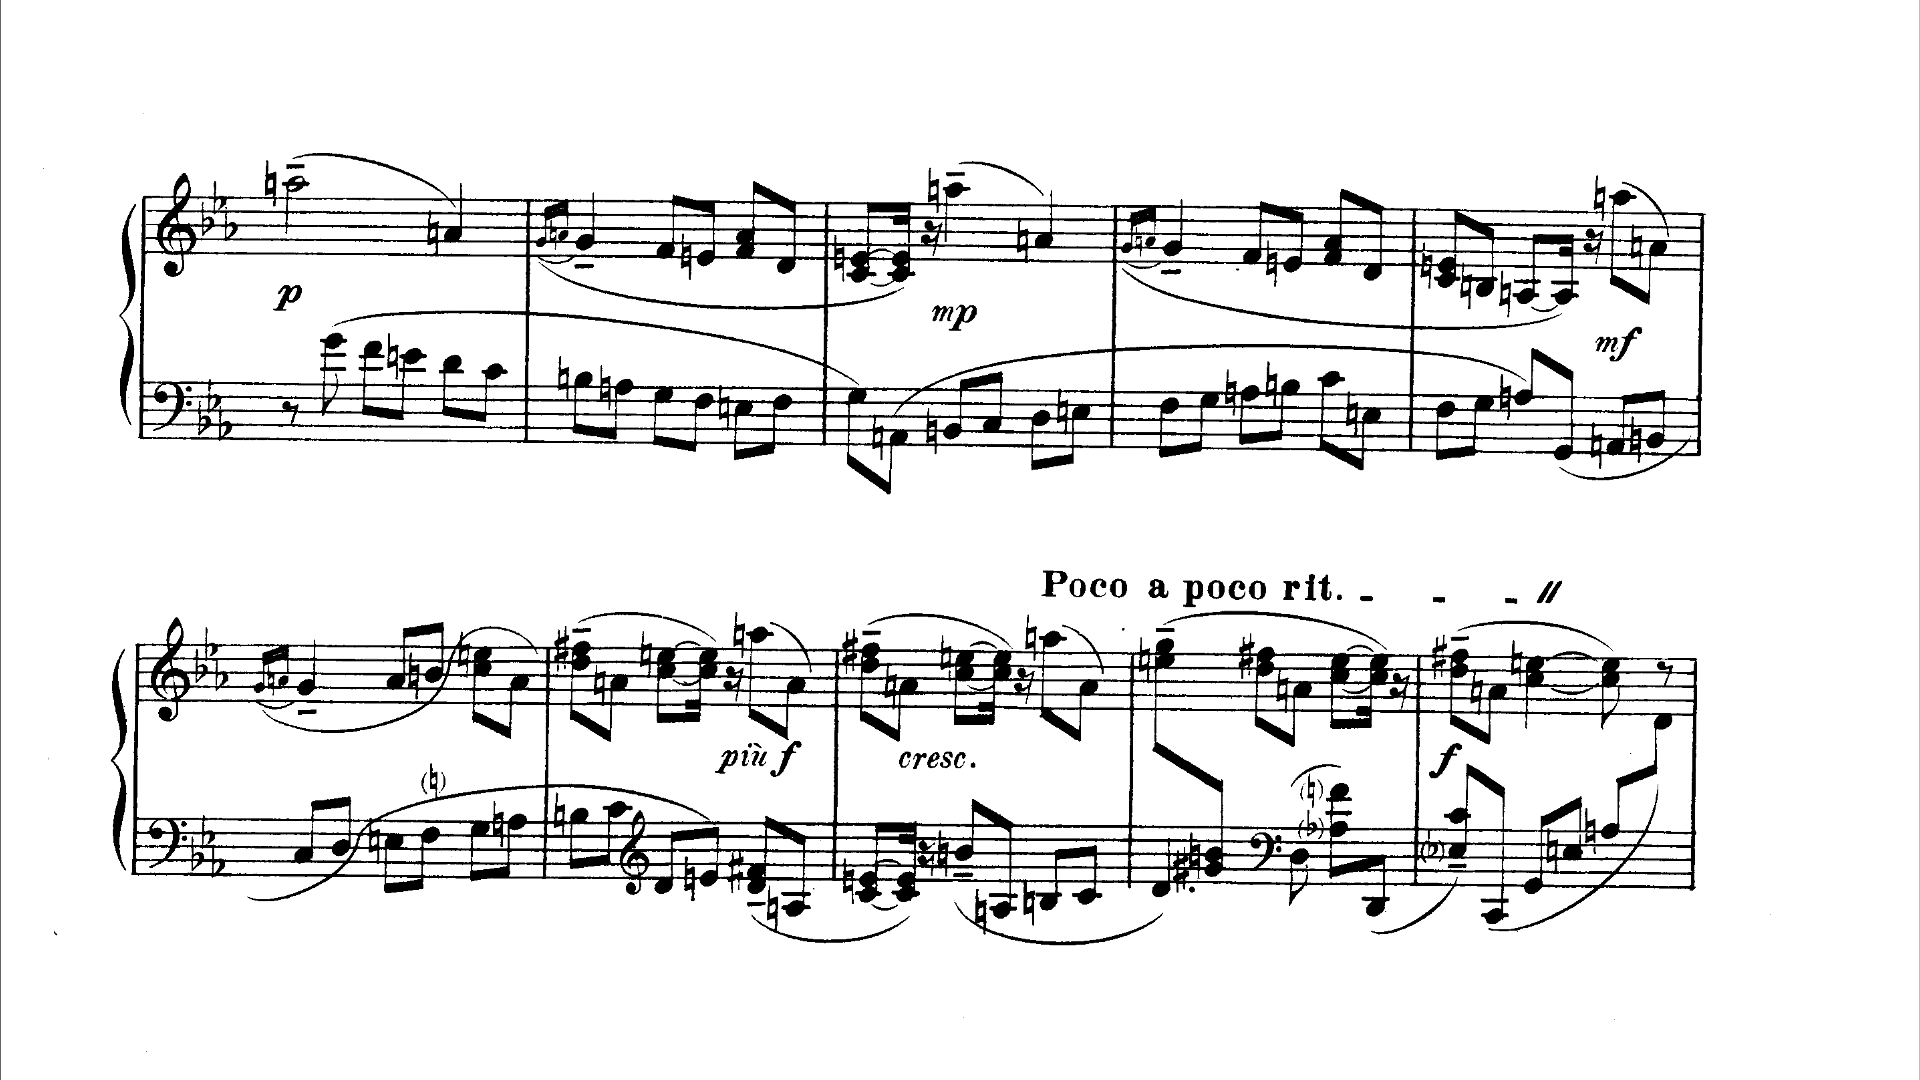 p
mp
mf
Poco a poco rit.
più f
cresc.
f